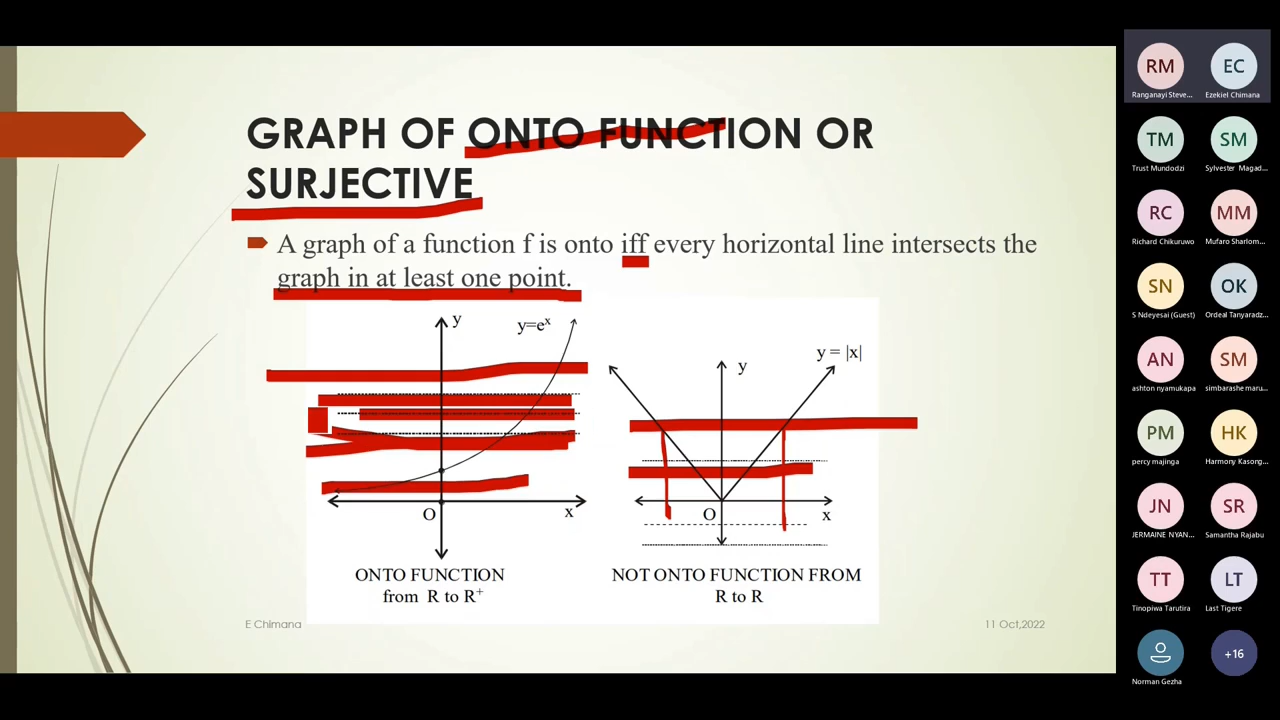 GRAPH OF ONTO FUNCTION OR
SURJECTIVE
A graph of a function f is onto iff every horizontal line intersects the
graph in at least one point.
y
y=eˣ
O
x
ONTO FUNCTION
from R to R⁺
y
y = |x|
O
x
NOT ONTO FUNCTION FROM
R to R
E Chimana
11 Oct,2022
RM
EC
Ranganayi Steve...
Ezekiel Chimana
TM
SM
Trust Mundodzi
Sylvester Magad...
RC
MM
Richard Chikuruwo
Mufaro Sharlom...
SN
OK
S Ndeyesai (Guest)
Ordeal Tanyaradz...
AN
SM
ashton nyamukapa
simbarashe maru...
PM
HK
percy majinga
Harmony Kasong...
JN
SR
JERMAINE NYAN...
Samantha Rajabu
TT
LT
Tinopiwa Tarutira
Last Tigere
+16
Norman Gezha